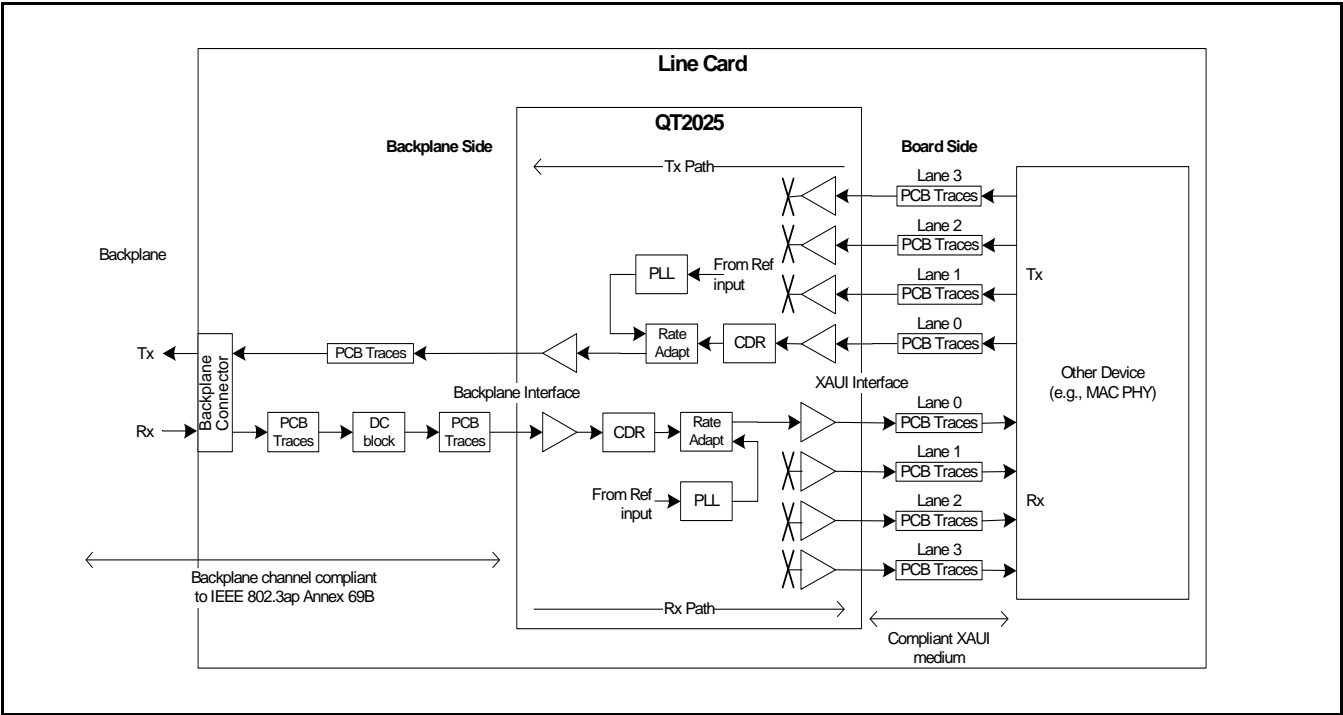 Line Card
QT2025
Backplane Side
Board Side
Tx Path
Lane 3
PCB Traces
Lane 2
PCB Traces
Backplane
PLL
From Ref
input
Lane 1
PCB Traces
Tx
Lane 0
Tx
PCB Traces
Rate
Adapt
CDR
PCB Traces
Backplane
Connector
Other Device
(e.g., MAC PHY)
Backplane Interface
XAUI Interface
Rx
PCB
Traces
DC
block
PCB
Traces
CDR
Rate
Adapt
Lane 0
PCB Traces
Lane 1
PCB Traces
From Ref
input
PLL
Lane 2
PCB Traces
Rx
Lane 3
PCB Traces
Backplane channel compliant
to IEEE 802.3ap Annex 69B
Rx Path
Compliant XAUI
medium